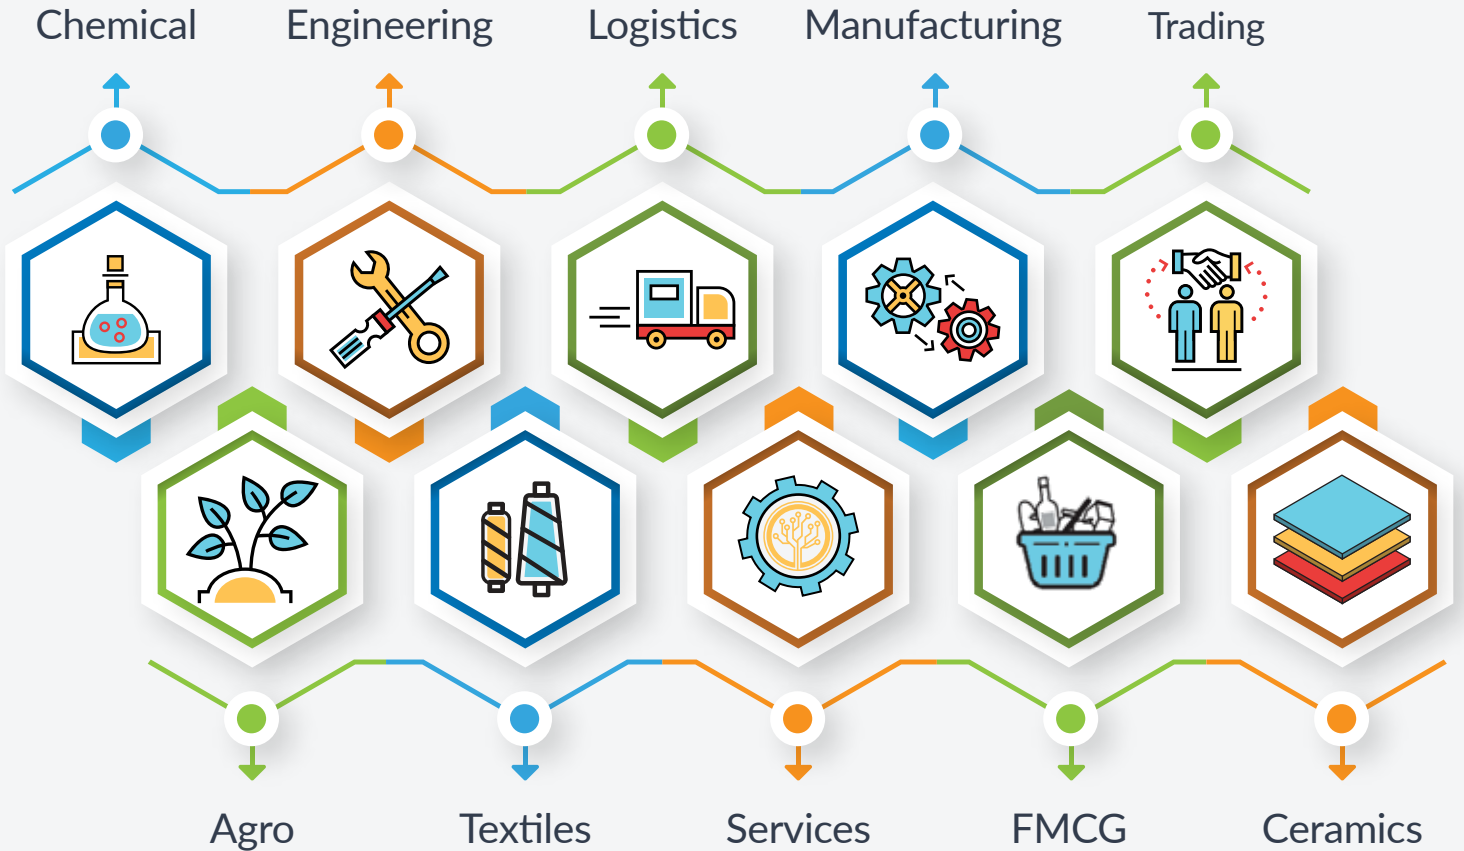 Chemical
Engineering
Logistics
Manufacturing
Trading
Agro
Textiles
Services
FMCG
Ceramics